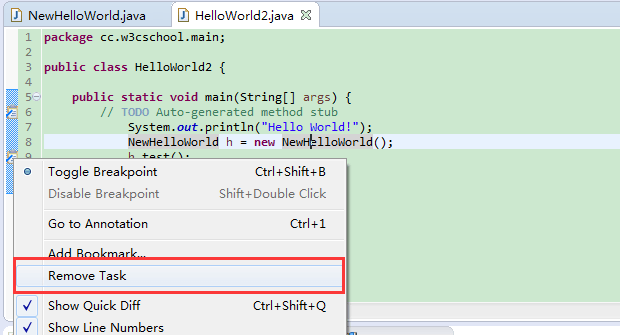 NewHelloWorld.java
HelloWorld2.java
1 package cc.w3cschool.main;
2
3 public class HelloWorld2 {
4
5 public static void main(String[] args) {
6 // TODO Auto-generated method stub
7 System.out.println("Hello World!");
8 NewHelloWorld h = new NewHelloWorld();
9 h.test();
Toggle Breakpoint Ctrl+Shift+B
Disable Breakpoint Shift+Double Click
Go to Annotation Ctrl+1
Add Bookmark...
Remove Task
Show Quick Diff Ctrl+Shift+Q
Show Line Numbers